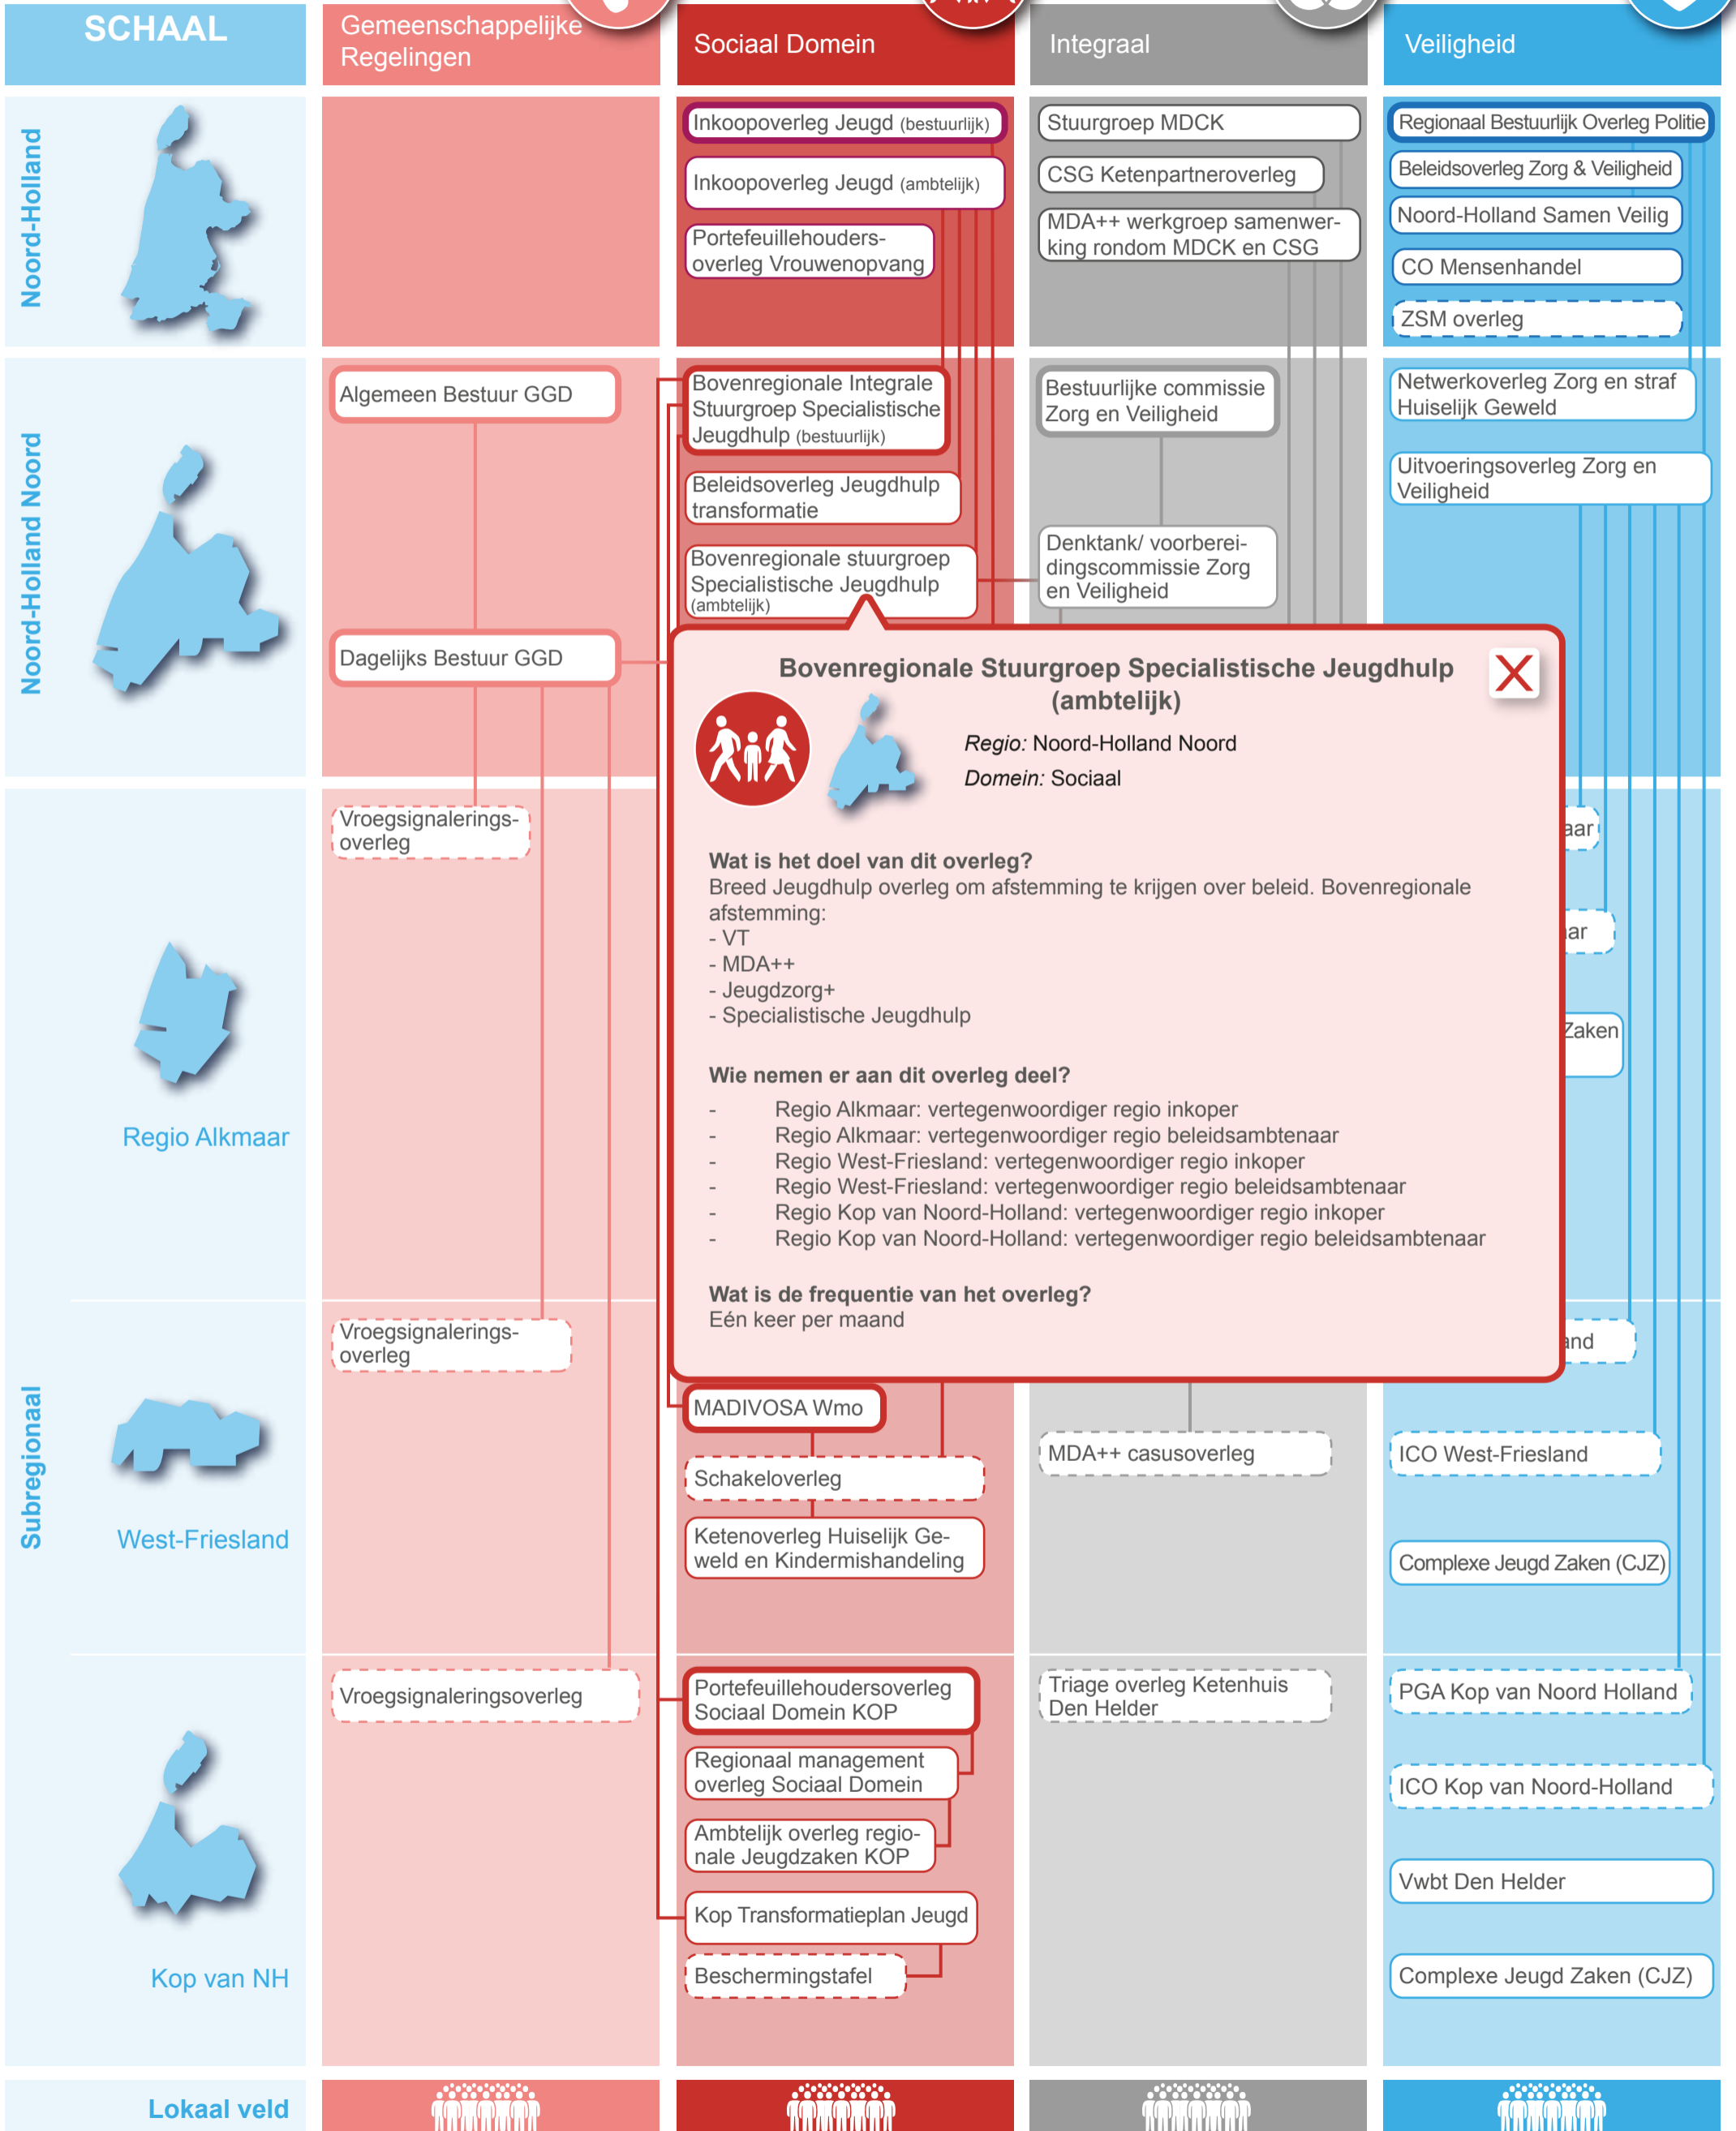 SCHAAL
Gemeenschappelijke
Regelingen
Sociaal Domein
Integraal
Veiligheid
Noord-Holland
Inkoopoverleg Jeugd (bestuurlijk)
Inkoopoverleg Jeugd (ambtelijk)
Portefeuillehouders-
overleg Vrouwenopvang
Stuurgroep MDCK
CSG Ketenpartneroverleg
MDA++ werkgroep samenwer-
king rondom MDCK en CSG
Regionaal Bestuurlijk Overleg Politie
Beleidsoverleg Zorg & Veiligheid
Noord-Holland Samen Veilig
CO Mensenhandel
ZSM overleg
Noord-Holland Noord
Algemeen Bestuur GGD
Dagelijks Bestuur GGD
Bovenregionale Integrale
Stuurgroep Specialistische
Jeugdhulp (bestuurlijk)
Beleidsoverleg Jeugdhulp
transformatie
Bovenregionale stuurgroep
Specialistische Jeugdhulp
(ambtelijk)
Bestuurlijke commissie
Zorg en Veiligheid
Denktank/ voorberei-
dingscommissie Zorg
en Veiligheid
Netwerkoverleg Zorg en straf
Huiselijk Geweld
Uitvoeringsoverleg Zorg en
Veiligheid
Bovenregionale Stuurgroep Specialistische Jeugdhulp
(ambtelijk)
X
Regio: Noord-Holland Noord
Domein: Sociaal
Wat is het doel van dit overleg?
Breed Jeugdhulp overleg om afstemming te krijgen over beleid. Bovenregionale
afstemming:
- VT
- MDA++
- Jeugdzorg+
- Specialistische Jeugdhulp
Wie nemen er aan dit overleg deel?
- Regio Alkmaar: vertegenwoordiger regio inkoper
- Regio Alkmaar: vertegenwoordiger regio beleidsambtenaar
- Regio West-Friesland: vertegenwoordiger regio inkoper
- Regio West-Friesland: vertegenwoordiger regio beleidsambtenaar
- Regio Kop van Noord-Holland: vertegenwoordiger regio inkoper
- Regio Kop van Noord-Holland: vertegenwoordiger regio beleidsambtenaar
Wat is de frequentie van het overleg?
Eén keer per maand
Subregionaal
Regio Alkmaar
Vroegsignalerings-
overleg
aar
ar
Zaken
West-Friesland
Vroegsignalerings-
overleg
MADIVOSA Wmo
Schakeloverleg
Ketenoverleg Huiselijk Ge-
weld en Kindermishandeling
MDA++ casusoverleg
and
ICO West-Friesland
Complexe Jeugd Zaken (CJZ)
Kop van NH
Vroegsignaleringsoverleg
Portefeuillehoudersoverleg
Sociaal Domein KOP
Regionaal management
overleg Sociaal Domein
Ambtelijk overleg regio-
nale Jeugdzaken KOP
Kop Transformatieplan Jeugd
Beschermingstafel
Triage overleg Ketenhuis
Den Helder
PGA Kop van Noord Holland
ICO Kop van Noord-Holland
Vwbt Den Helder
Complexe Jeugd Zaken (CJZ)
Lokaal veld